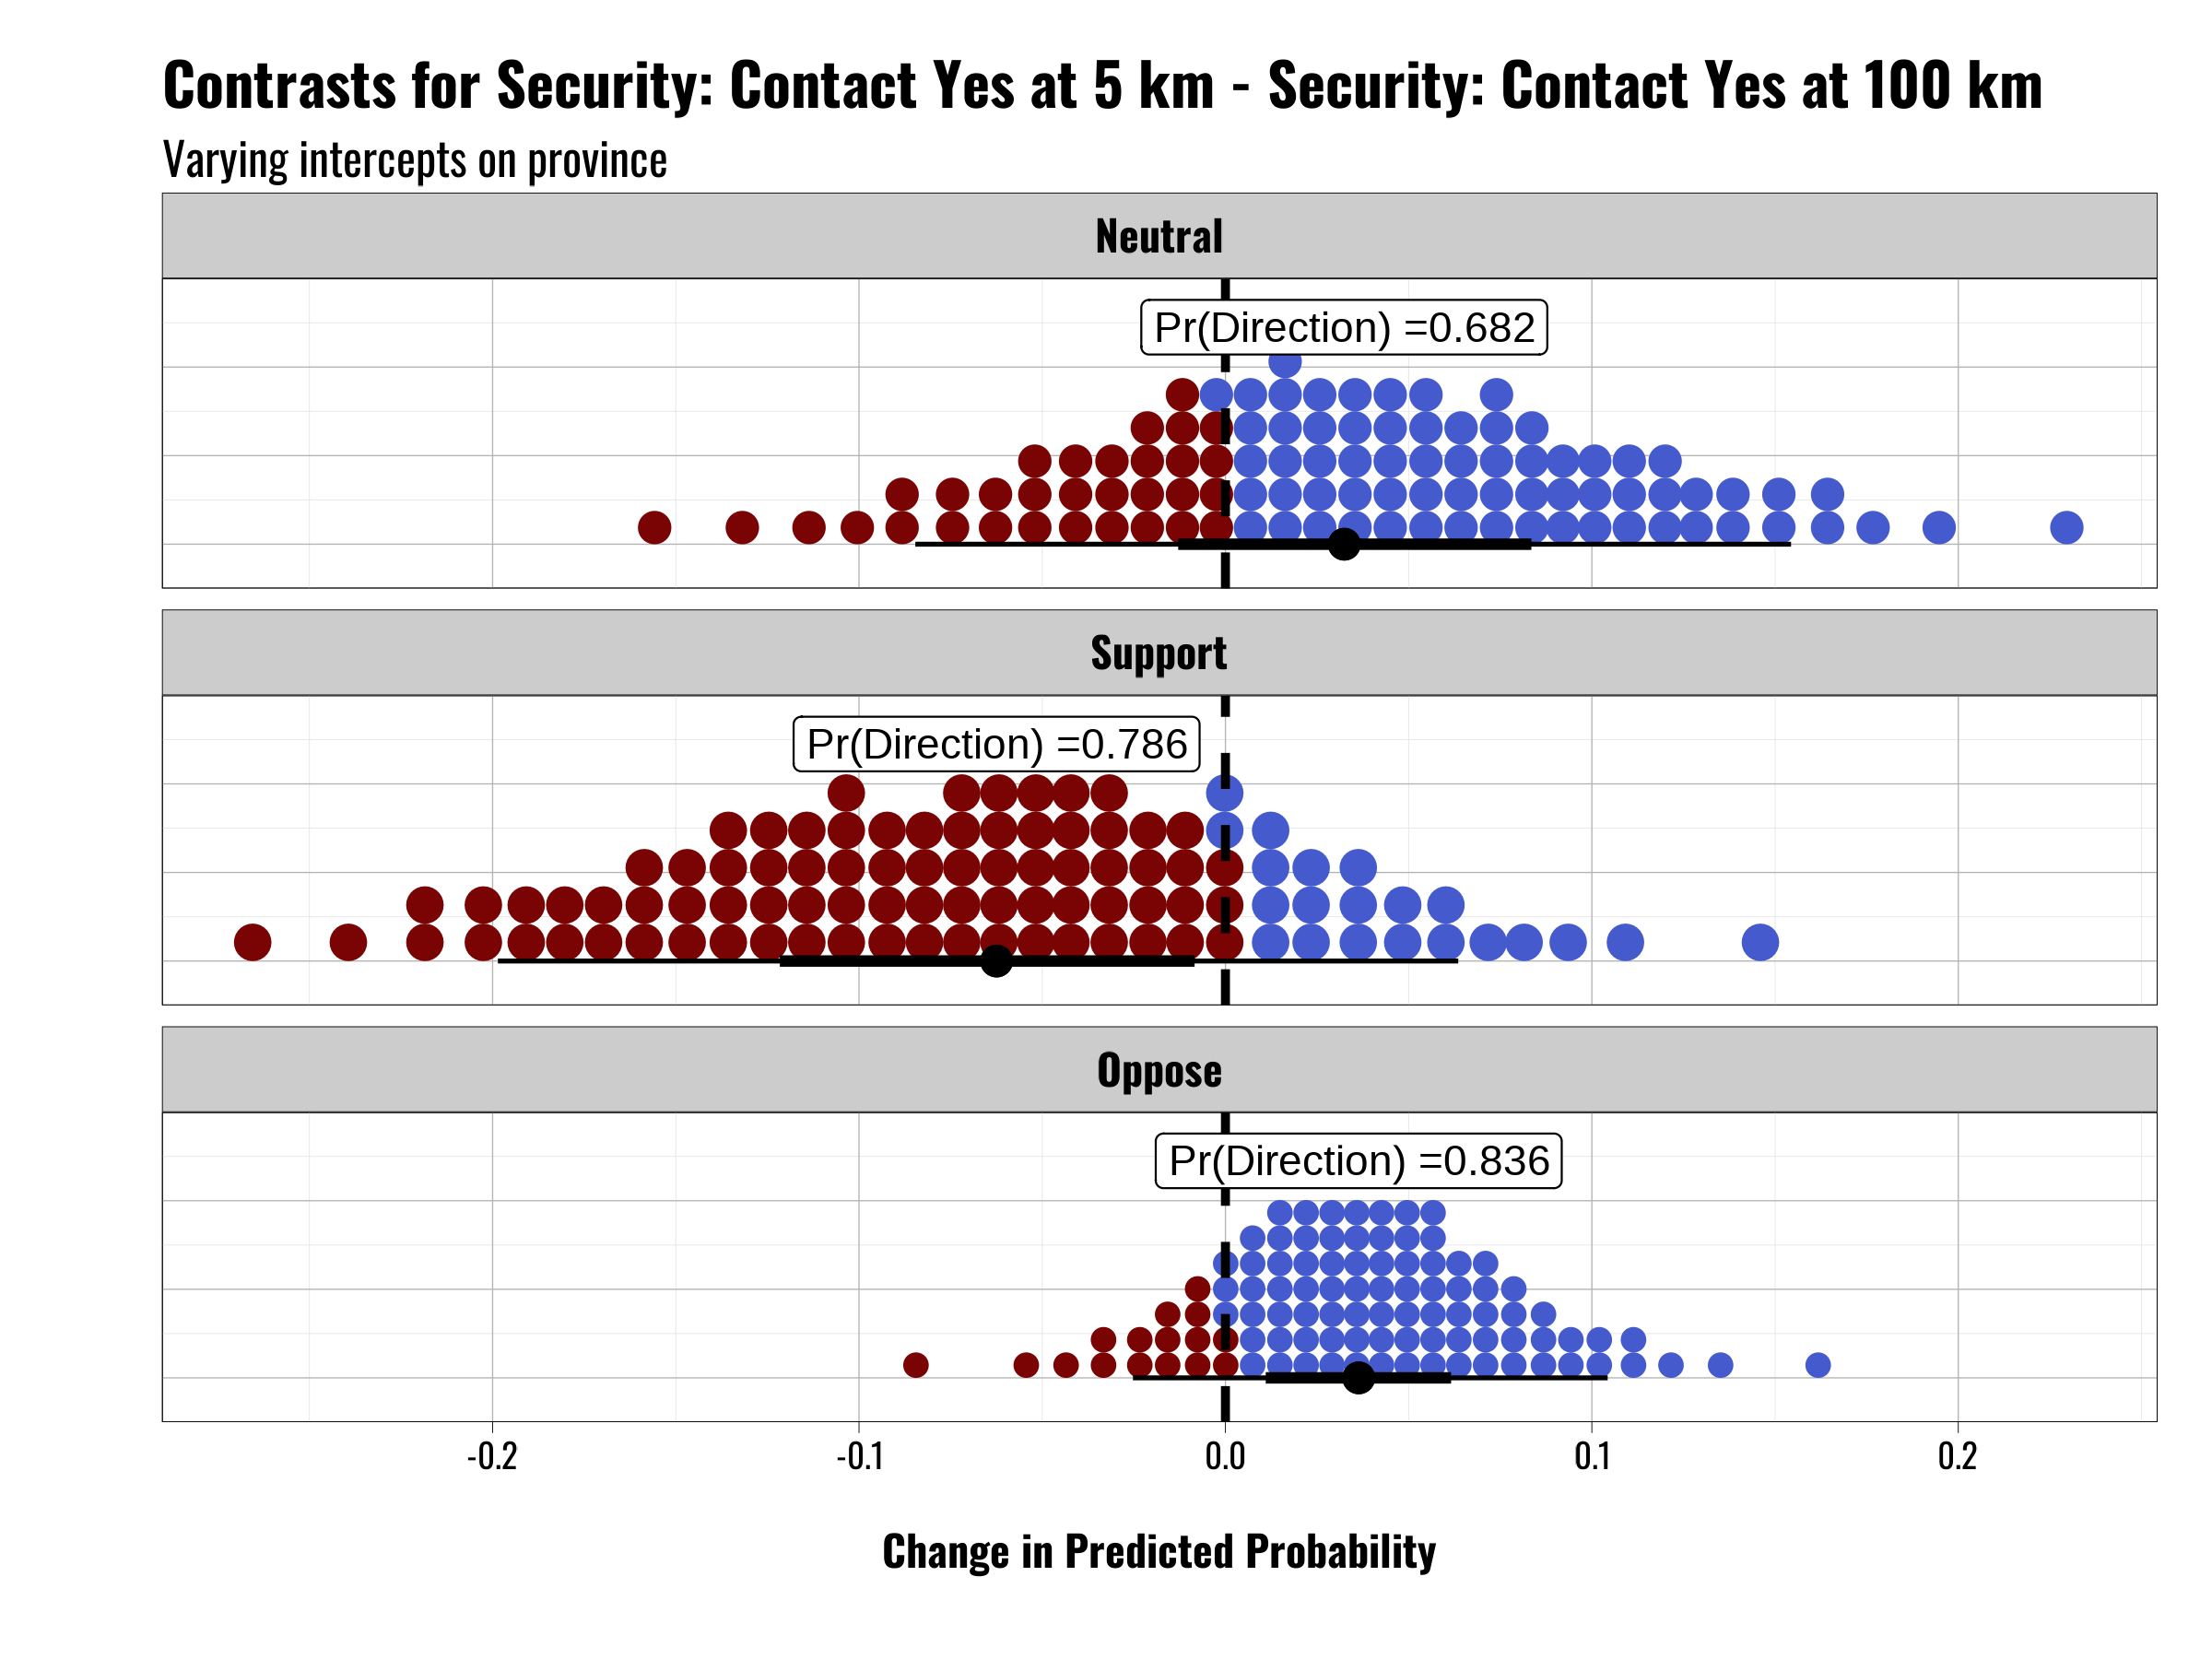 Contrasts for Security: Contact Yes at 5 km - Security: Contact Yes at 100 km
Varying intercepts on province
Neutral
Pr(Direction) =0.682
Support
Pr(Direction) =0.786
Oppose
Pr(Direction) =0.836
-0.2 -0.1 0.0 0.1 0.2
Change in Predicted Probability